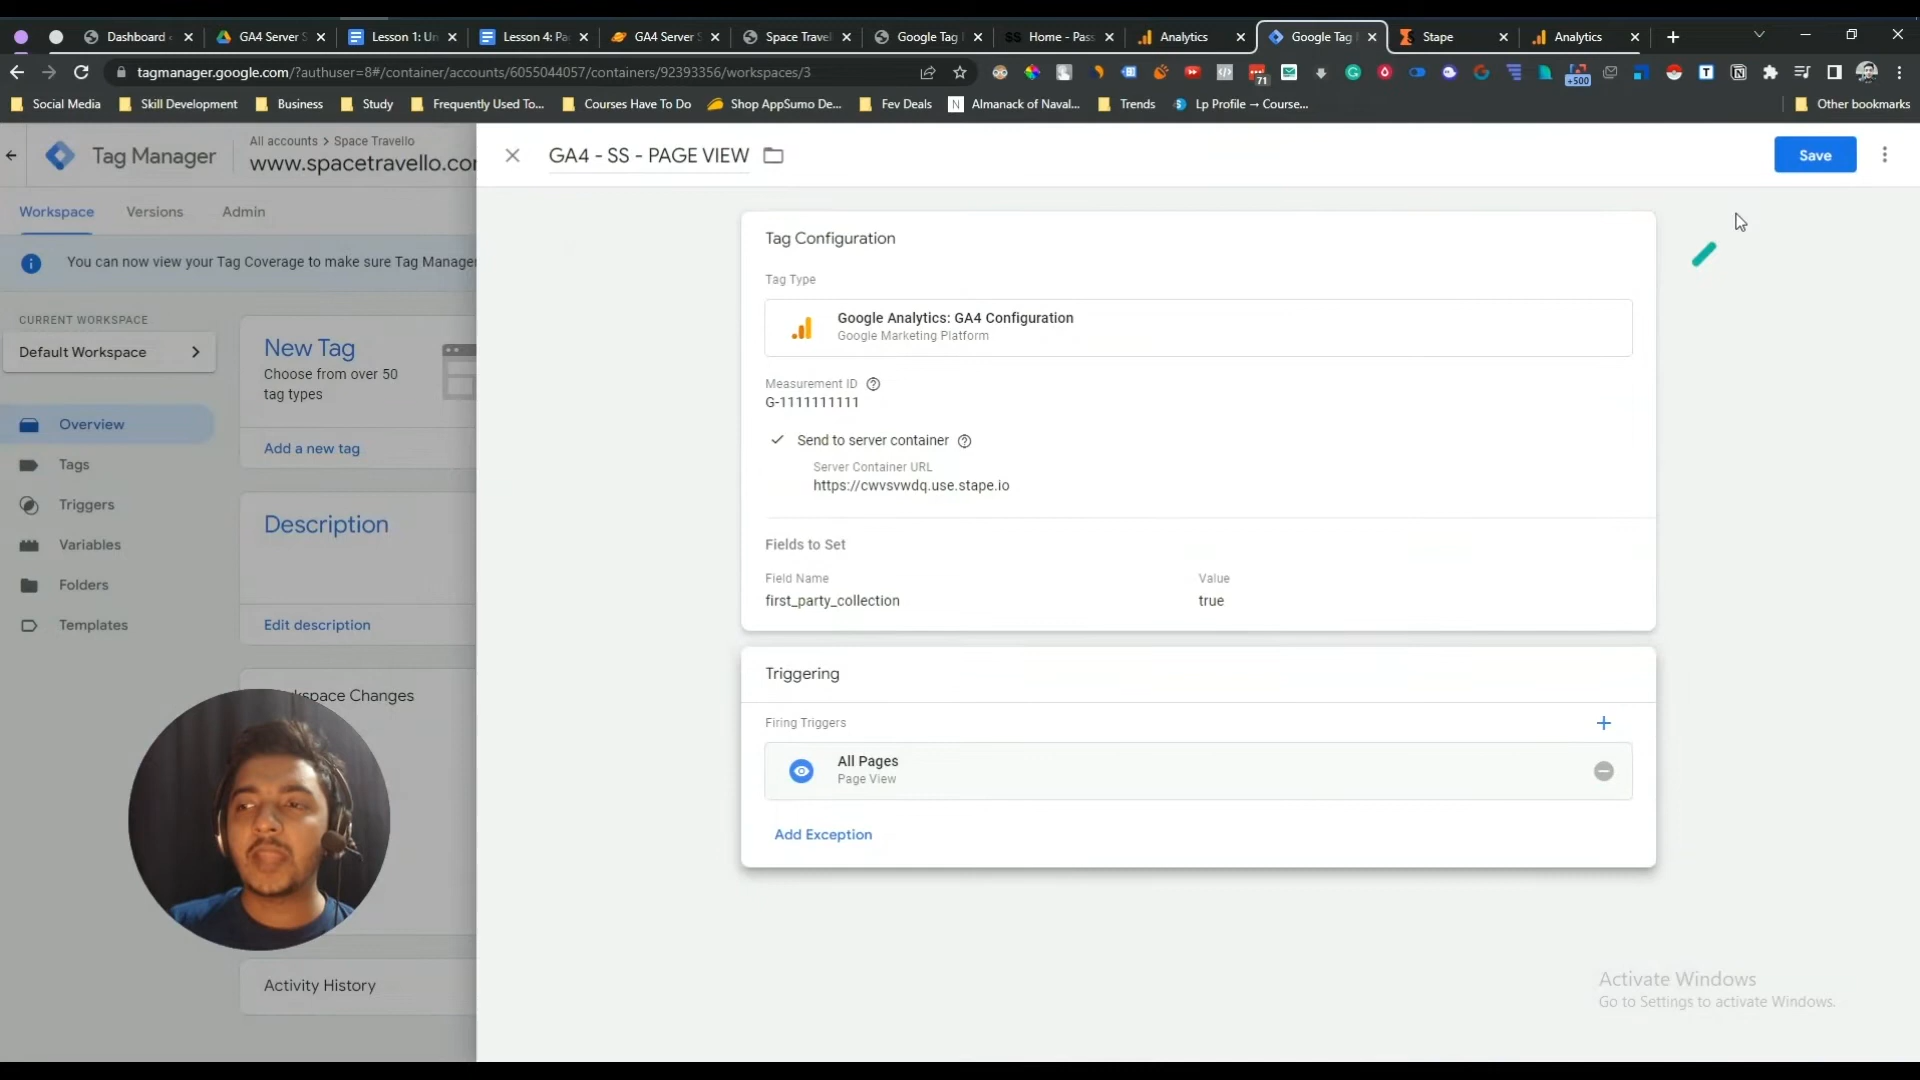 Dashboard
GA4 Server S
Lesson 1: Un
Lesson 4: Pa
GA4 Server S
Space Travel
Google Tag
SS Home - Pass
Analytics
Google Tag
Stape
Analytics
tagmanager.google.com/?authuser=8#/container/accounts/6055044057/containers/92393356/workspaces/3
71
+500
Social Media
Skill Development
Business
Study
Frequently Used To...
Courses Have To Do
Shop AppSumo De...
Fev Deals
Almanack of Naval...
Trends
Lp Profile → Course...
Other bookmarks
Tag Manager
All accounts > Space Travello
www.spacetravello.co
GA4 - SS - PAGE VIEW
Save
Workspace
Versions
Admin
You can now view your Tag Coverage to make sure Tag Manager
CURRENT WORKSPACE
Default Workspace
Overview
Tags
Triggers
Variables
Folders
Templates
New Tag
Choose from over 50
tag types
Add a new tag
Description
Edit description
kspace Changes
Activity History
Tag Configuration
Tag Type
Google Analytics: GA4 Configuration
Google Marketing Platform
Measurement ID
G-1111111111
Send to server container
Server Container URL
https://cwvsvwdq.use.stape.io
Fields to Set
Field Name
Value
first_party_collection
true
Triggering
Firing Triggers
All Pages
Page View
Add Exception
Activate Windows
Go to Settings to activate Windows.